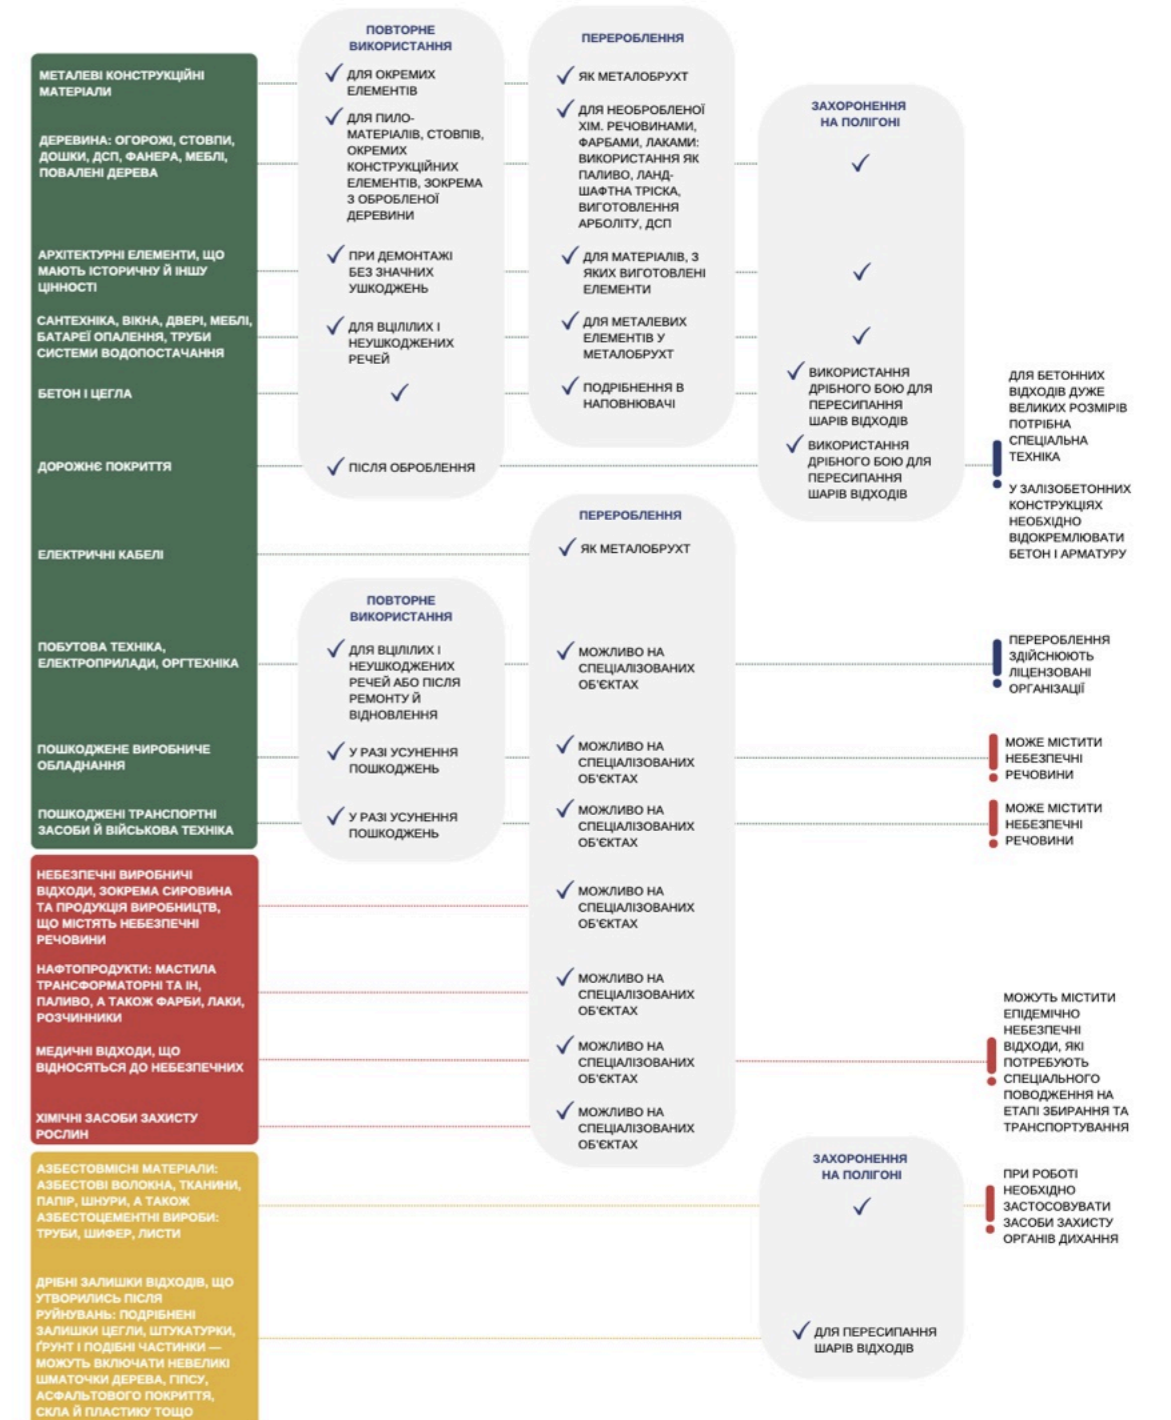 ПОВТОРНЕ
ВИКОРИСТАННЯ
ПЕРЕРОБЛЕННЯ
ЗАХОРОНЕННЯ
НА ПОЛІГОНІ
МЕТАЛЕВІ КОНСТРУКЦІЙНІ
МАТЕРІАЛИ
ДЛЯ ОКРЕМИХ
ЕЛЕМЕНТІВ
ЯК МЕТАЛОБРУХТ
ДЕРЕВИНА: ОГОРОЖІ, СТОВПИ,
ДОШКИ, ДСП, ФАНЕРА, МЕБЛІ,
ПОВАЛЕНІ ДЕРЕВА
ДЛЯ ПИЛО-
МАТЕРІАЛІВ, СТОВПІВ,
ОКРЕМИХ
КОНСТРУКЦІЙНИХ
ЕЛЕМЕНТІВ, ЗОКРЕМА
З ОБРОБЛЕНОЇ
ДЕРЕВИНИ
ДЛЯ НЕОБРОБЛЕНОЇ
ХІМ. РЕЧОВИНАМИ,
ФАРБАМИ, ЛАКАМИ:
ВИКОРИСТАННЯ ЯК
ПАЛИВО, ЛАНД-
ШАФТНА ТРІСКА,
ВИГОТОВЛЕННЯ
АРБОЛІТУ, ДСП
АРХІТЕКТУРНІ ЕЛЕМЕНТИ, ЩО
МАЮТЬ ІСТОРИЧНУ Й ІНШУ
ЦІННОСТІ
ПРИ ДЕМОНТАЖІ
БЕЗ ЗНАЧНИХ
УШКОДЖЕНЬ
ДЛЯ МАТЕРІАЛІВ, З
ЯКИХ ВИГОТОВЛЕНІ
ЕЛЕМЕНТИ
САНТЕХНІКА, ВІКНА, ДВЕРІ, МЕБЛІ,
БАТАРЕЇ ОПАЛЕННЯ, ТРУБИ
СИСТЕМИ ВОДОПОСТАЧАННЯ
ДЛЯ ВЦІЛІЛИХ І
НЕУШКОДЖЕНИХ
РЕЧЕЙ
ДЛЯ МЕТАЛЕВИХ
ЕЛЕМЕНТІВ У
МЕТАЛОБРУХТ
БЕТОН І ЦЕГЛА
ПОДРІБНЕННЯ В
НАПОВНЮВАЧІ
ВИКОРИСТАННЯ
ДРІБНОГО БОЮ ДЛЯ
ПЕРЕСИПАННЯ
ШАРІВ ВІДХОДІВ
ДЛЯ БЕТОННИХ
ВІДХОДІВ ДУЖЕ
ВЕЛИКИХ РОЗМІРІВ
ПОТРІБНА
СПЕЦІАЛЬНА
ТЕХНІКА
У ЗАЛІЗОБЕТОННИХ
КОНСТРУКЦІЯХ
НЕОБХІДНО
ВІДОКРЕМЛЮВАТИ
БЕТОН І АРМАТУРУ
ДОРОЖНЄ ПОКРИТТЯ
ПІСЛЯ ОБРОБЛЕННЯ
ВИКОРИСТАННЯ
ДРІБНОГО БОЮ ДЛЯ
ПЕРЕСИПАННЯ
ШАРІВ ВІДХОДІВ
ПЕРЕРОБЛЕННЯ
ЕЛЕКТРИЧНІ КАБЕЛІ
ЯК МЕТАЛОБРУХТ
ПОВТОРНЕ
ВИКОРИСТАННЯ
ПОБУТОВА ТЕХНІКА,
ЕЛЕКТРОПРИЛАДИ, ОРГТЕХНІКА
ДЛЯ ВЦІЛІЛИХ І
НЕУШКОДЖЕНИХ
РЕЧЕЙ АБО ПІСЛЯ
РЕМОНТУ Й
ВІДНОВЛЕННЯ
МОЖЛИВО НА
СПЕЦІАЛІЗОВАНИХ
ОБ'ЄКТАХ
ПЕРЕРОБЛЕННЯ
ЗДІЙСНЮЮТЬ
ЛІЦЕНЗОВАНІ
ОРГАНІЗАЦІЇ
ПОШКОДЖЕНЕ ВИРОБНИЧЕ
ОБЛАДНАННЯ
У РАЗІ УСУНЕННЯ
ПОШКОДЖЕНЬ
МОЖЛИВО НА
СПЕЦІАЛІЗОВАНИХ
ОБ'ЄКТАХ
МОЖЕ МІСТИТИ
НЕБЕЗПЕЧНІ
РЕЧОВИНИ
ПОШКОДЖЕНІ ТРАНСПОРТНІ
ЗАСОБИ Й ВІЙСЬКОВА ТЕХНІКА
У РАЗІ УСУНЕННЯ
ПОШКОДЖЕНЬ
МОЖЛИВО НА
СПЕЦІАЛІЗОВАНИХ
ОБ'ЄКТАХ
МОЖЕ МІСТИТИ
НЕБЕЗПЕЧНІ
РЕЧОВИНИ
НЕБЕЗПЕЧНІ ВИРОБНИЧІ
ВІДХОДИ, ЗОКРЕМА СИРОВИНА
ТА ПРОДУКЦІЯ ВИРОБНИЦТВ,
ЩО МІСТЯТЬ НЕБЕЗПЕЧНІ
РЕЧОВИНИ
МОЖЛИВО НА
СПЕЦІАЛІЗОВАНИХ
ОБ'ЄКТАХ
НАФТОПРОДУКТИ: МАСТИЛА
ТРАНСФОРМАТОРНІ ТА ІН,
ПАЛИВО, А ТАКОЖ ФАРБИ, ЛАКИ,
РОЗЧИННИКИ
МОЖЛИВО НА
СПЕЦІАЛІЗОВАНИХ
ОБ'ЄКТАХ
МЕДИЧНІ ВІДХОДИ, ЩО
ВІДНОСЯТЬСЯ ДО НЕБЕЗПЕЧНИХ
МОЖЛИВО НА
СПЕЦІАЛІЗОВАНИХ
ОБ'ЄКТАХ
МОЖУТЬ МІСТИТИ
ЕПІДЕМІЧНО
НЕБЕЗПЕЧНІ
ВІДХОДИ, ЯКІ
ПОТРЕБУЮТЬ
СПЕЦІАЛЬНОГО
ПОВОДЖЕННЯ НА
ЕТАПІ ЗБИРАННЯ ТА
ТРАНСПОРТУВАННЯ
ХІМІЧНІ ЗАСОБИ ЗАХИСТУ
РОСЛИН
МОЖЛИВО НА
СПЕЦІАЛІЗОВАНИХ
ОБ'ЄКТАХ
ЗАХОРОНЕННЯ
НА ПОЛІГОНІ
АЗБЕСТОВМІСНІ МАТЕРІАЛИ:
АЗБЕСТОВІ ВОЛОКНА, ТКАНИНИ,
ПАПІР, ШНУРИ, А ТАКОЖ
АЗБЕСТОЦЕМЕНТНІ ВИРОБИ:
ТРУБИ, ШИФЕР, ЛИСТИ
ПРИ РОБОТІ
НЕОБХІДНО
ЗАСТОСОВУВАТИ
ЗАСОБИ ЗАХИСТУ
ОРГАНІВ ДИХАННЯ
ДРІБНІ ЗАЛИШКИ ВІДХОДІВ, ЩО
УТВОРИЛИСЬ ПІСЛЯ
РУЙНУВАНЬ: ПОДРІБНЕНІ
ЗАЛИШКИ ЦЕГЛИ, ШТУКАТУРКИ,
ҐРУНТ І ПОДІБНІ ЧАСТИНКИ —
МОЖУТЬ ВКЛЮЧАТИ НЕВЕЛИКІ
ШМАТОЧКИ ДЕРЕВА, ГІПСУ,
АСФАЛЬТОВОГО ПОКРИТТЯ,
СКЛА Й ПЛАСТИКУ ТОЩО
ДЛЯ ПЕРЕСИПАННЯ
ШАРІВ ВІДХОДІВ